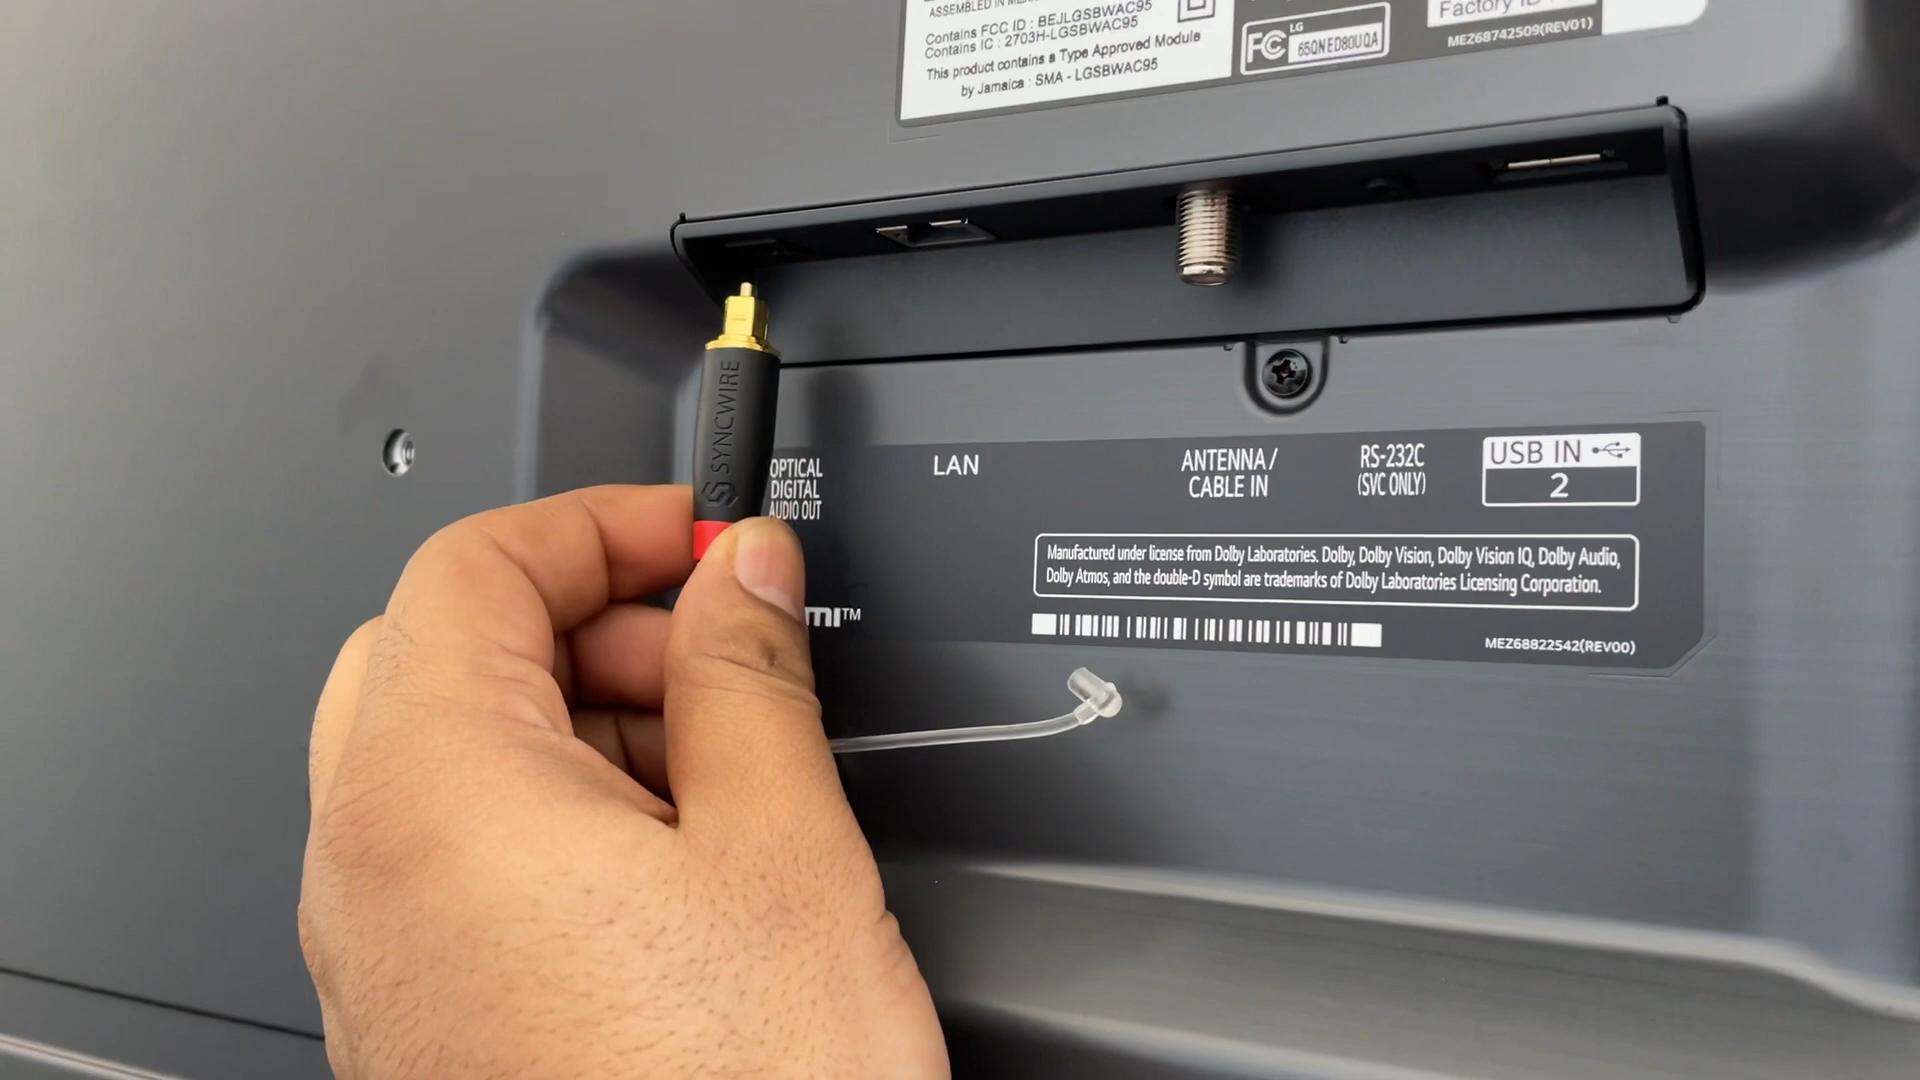 Contains FCC ID : BEJLGSBWAC95
Contains IC : 2703H-LGSBWAC95
This product contains a Type Approved Module
by Jamaica : SMA - LGSBWAC95
FC LG
65QNED80UQA
Factory ID
MEZ68742509(REV01)
SYNCWIRE
OPTICAL
DIGITAL
AUDIO OUT
LAN
ANTENNA /
CABLE IN
RS-232C
(SVC ONLY)
USB IN
2
Manufactured under license from Dolby Laboratories. Dolby, Dolby Vision, Dolby Vision IQ, Dolby Audio,
Dolby Atmos, and the double-D symbol are trademarks of Dolby Laboratories Licensing Corporation.
MEZ68822542(REV00)